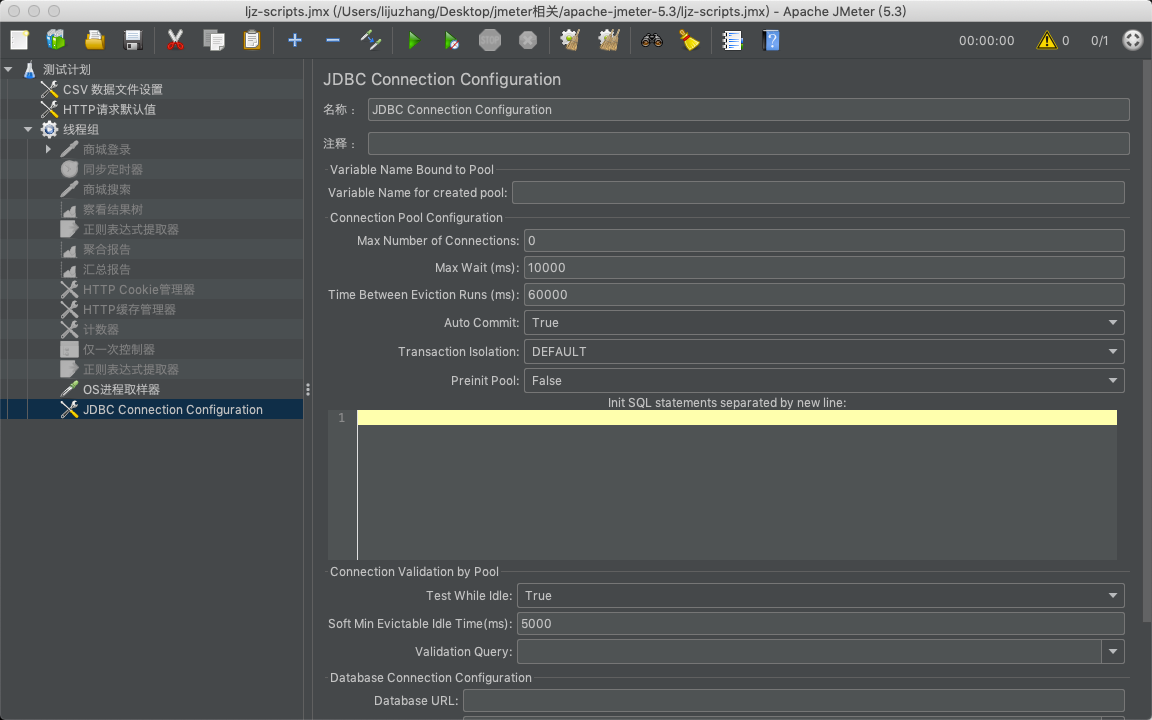 ljz-scripts.jmx (/Users/lijuzhang/Desktop/jmeter相关/apache-jmeter-5.3/ljz-scripts.jmx) - Apache JMeter (5.3)
STOP
00:00:00
0
0/1
?
测试计划
CSV 数据文件设置
HTTP请求默认值
线程组
商城登录
同步定时器
商城搜索
察看结果树
正则表达式提取器
聚合报告
汇总报告
HTTP Cookie管理器
HTTP缓存管理器
计数器
仅一次控制器
正则表达式提取器
OS进程取样器
JDBC Connection Configuration
JDBC Connection Configuration
名称： JDBC Connection Configuration
注释：
Variable Name Bound to Pool
Variable Name for created pool:
Connection Pool Configuration
Max Number of Connections: 0
Max Wait (ms): 10000
Time Between Eviction Runs (ms): 60000
Auto Commit: True
Transaction Isolation: DEFAULT
Preinit Pool: False
Init SQL statements separated by new line:
1
Connection Validation by Pool
Test While Idle: True
Soft Min Evictable Idle Time(ms): 5000
Validation Query:
Database Connection Configuration
Database URL: